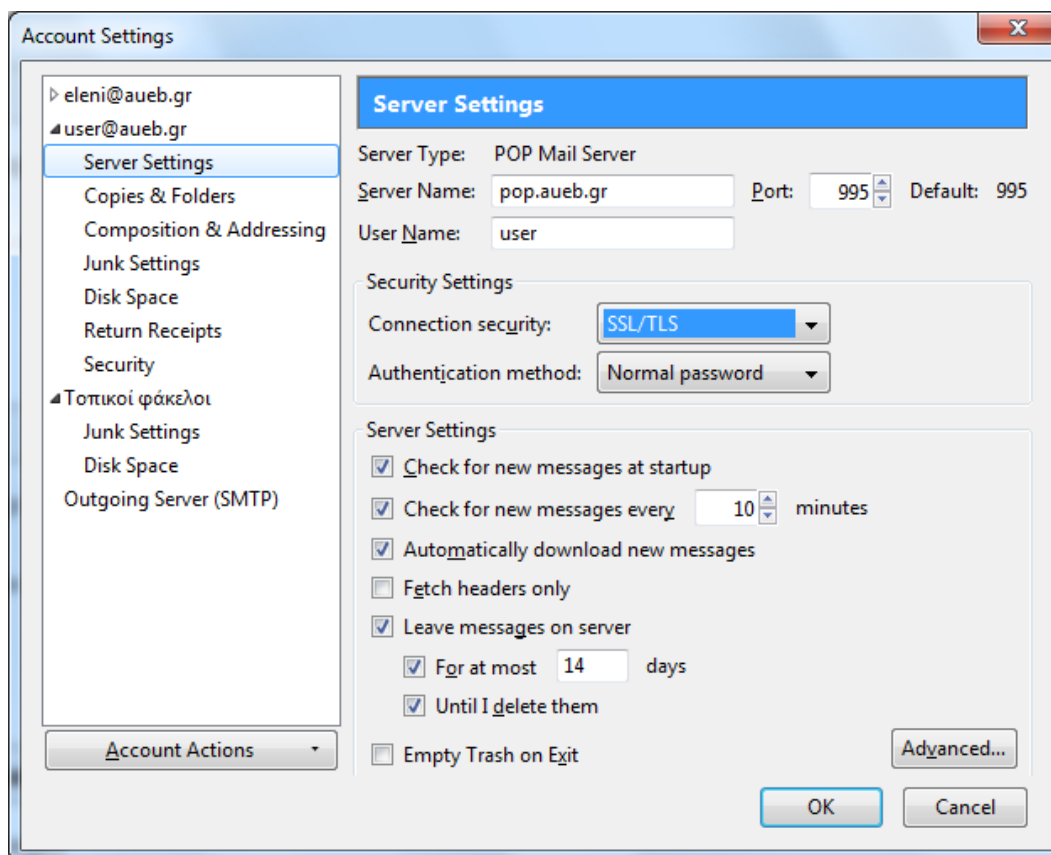 Account Settings
eleni@aueb.gr
user@aueb.gr
Server Settings
Copies & Folders
Composition & Addressing
Junk Settings
Disk Space
Return Receipts
Security
Τοπικοί φάκελοι
Junk Settings
Disk Space
Outgoing Server (SMTP)
Account Actions
Server Settings
Server Type: POP Mail Server
Server Name: pop.aueb.gr Port: 995 Default: 995
User Name: user
Security Settings
Connection security: SSL/TLS
Authentication method: Normal password
Server Settings
Check for new messages at startup
Check for new messages every 10 minutes
Automatically download new messages
Fetch headers only
Leave messages on server
For at most 14 days
Until I delete them
Empty Trash on Exit
Advanced...
OK Cancel